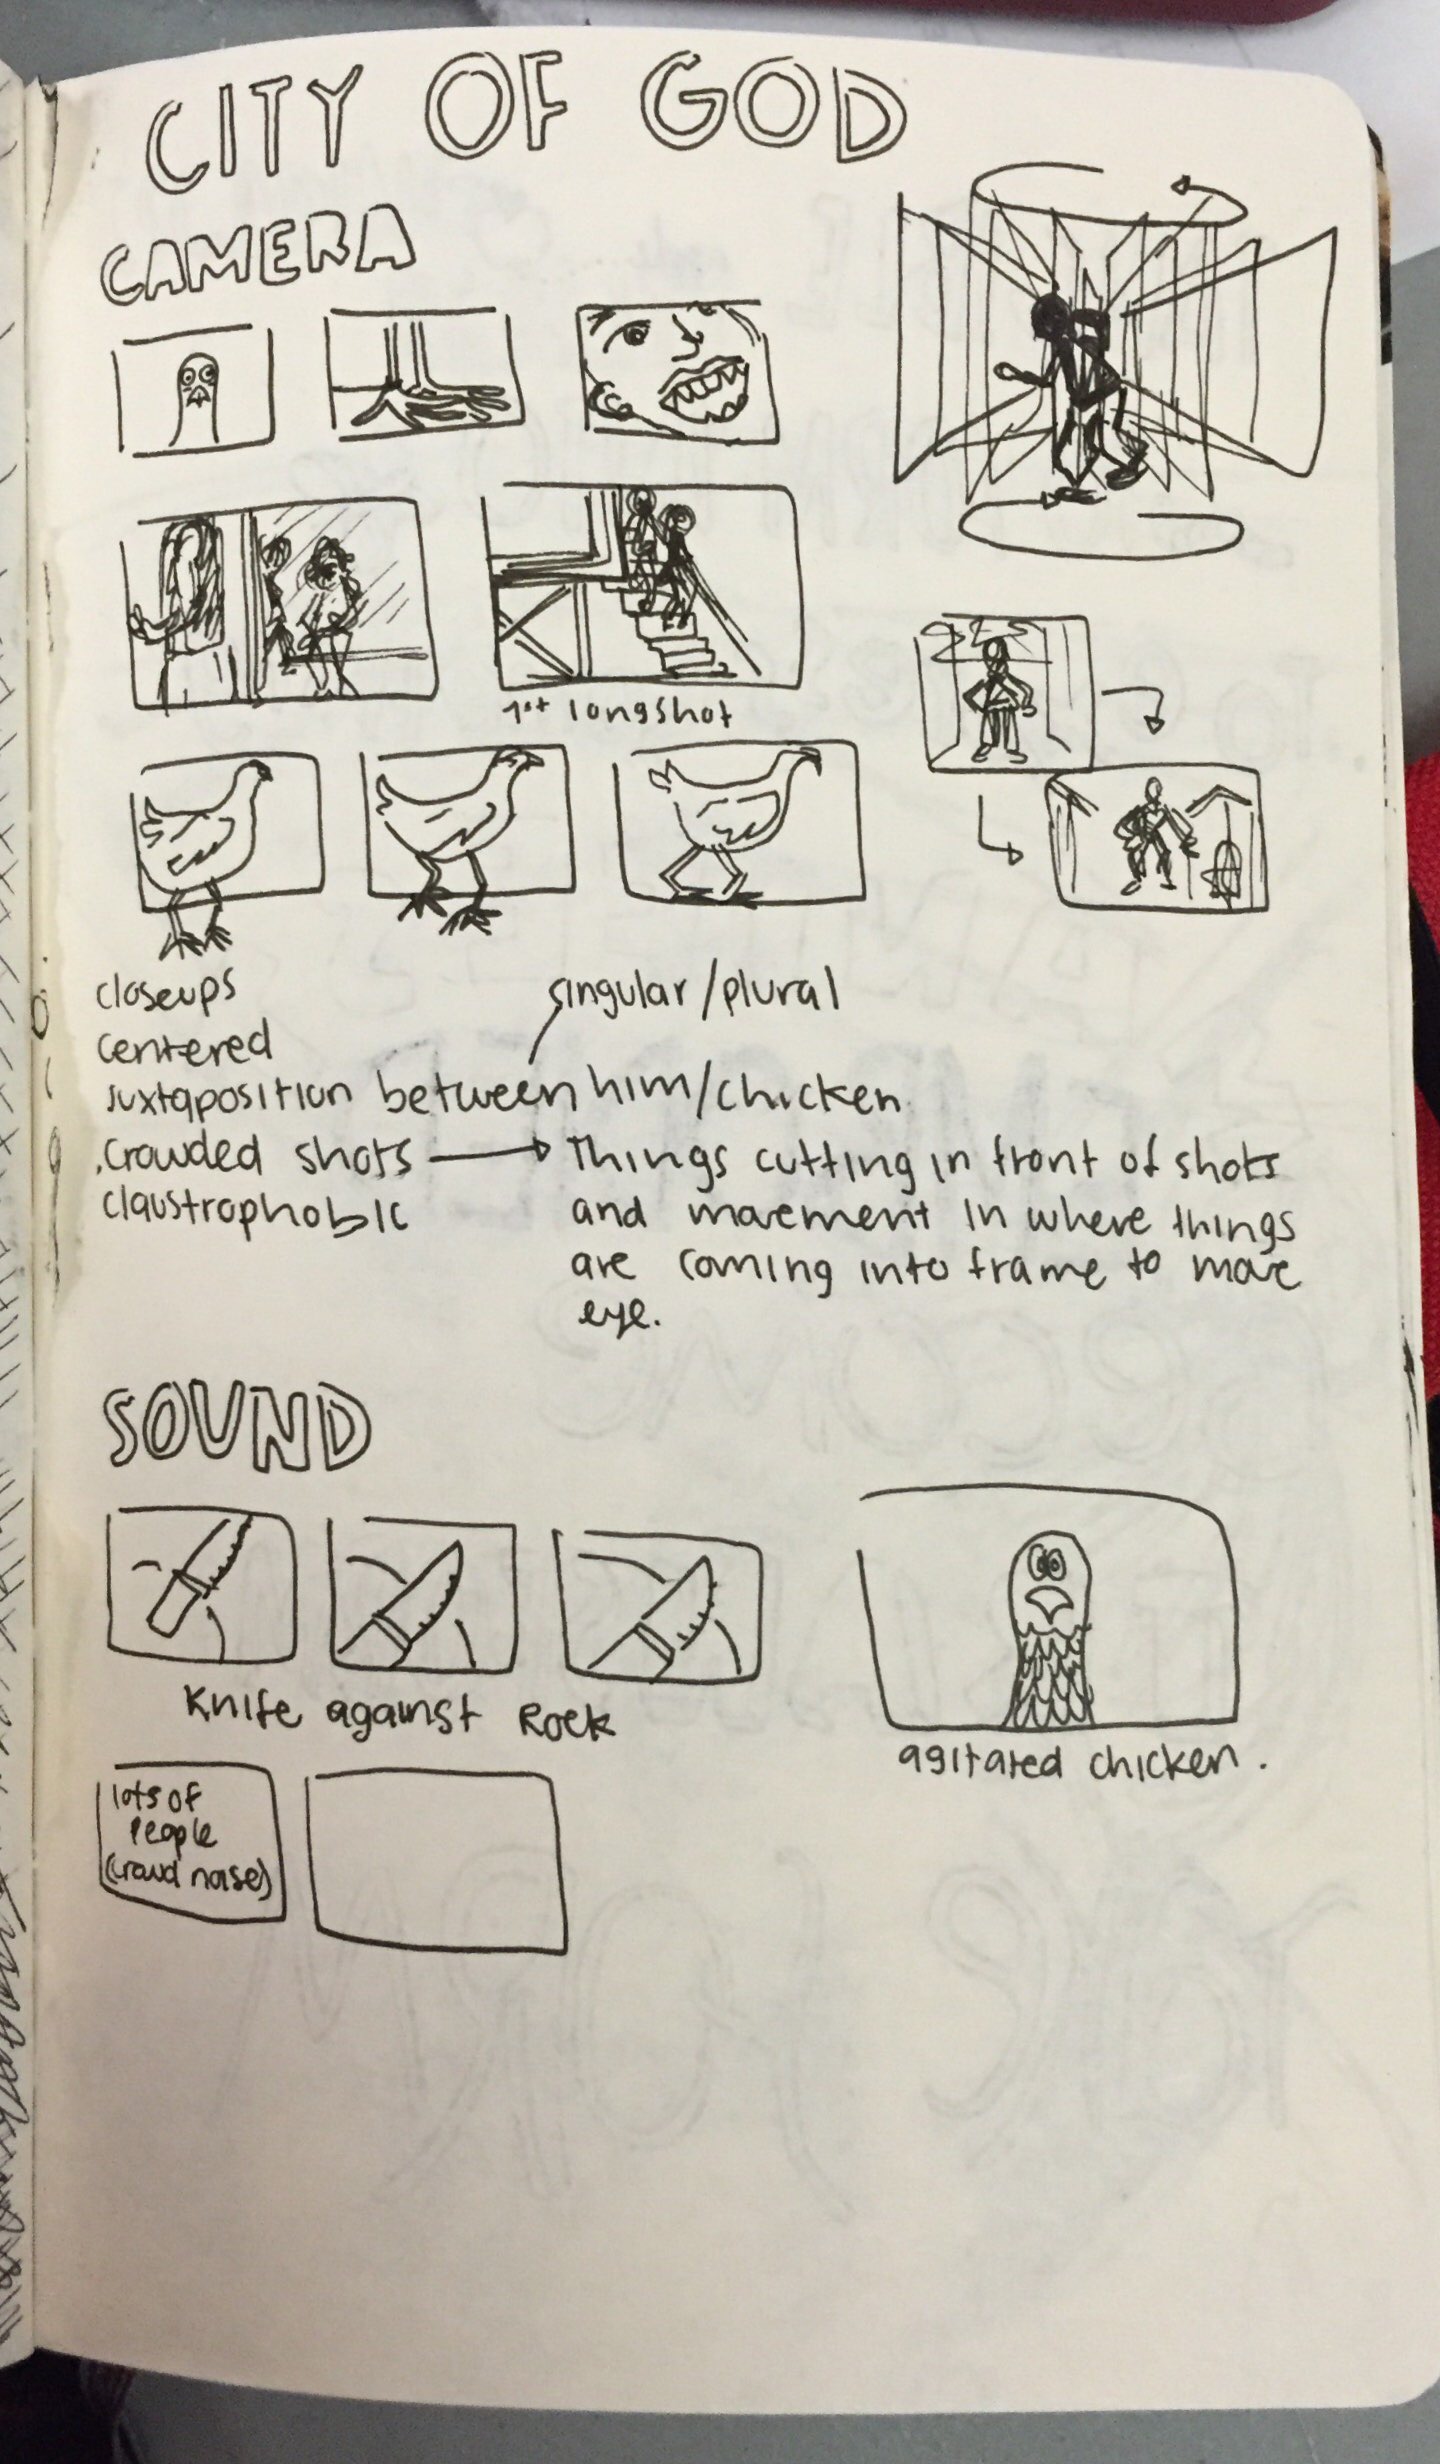 CITY OF GOD
CAMERA
1st longshot
closeups
singular/plural
centered
juxtaposition between him/chicken
crowded shots → Things cutting in front of shots
claustrophobic
and movement in where things
are coming into frame to move
eye.
SOUND
Knife against Rock
agitated chicken.
lots of
people
(crowd noise)